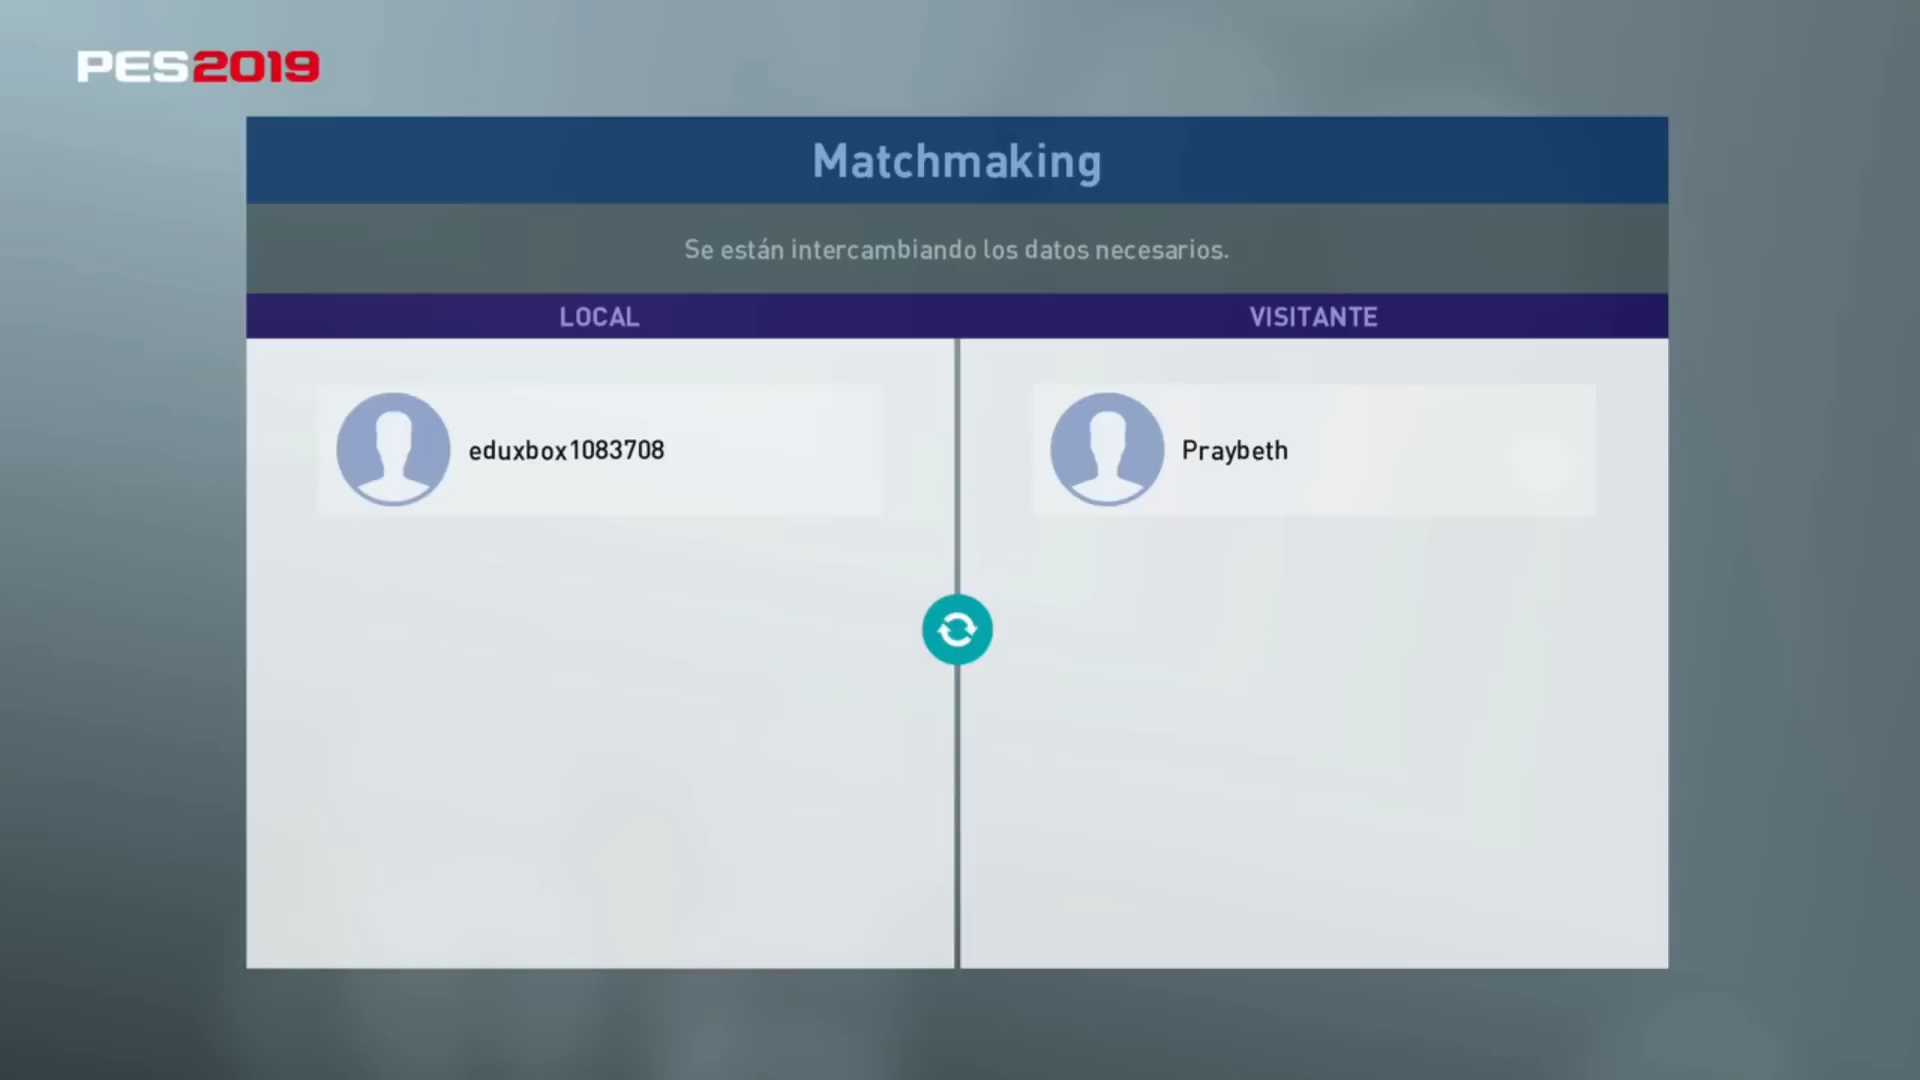 PES2019
Matchmaking
Se están intercambiando los datos necesarios.
LOCAL
VISITANTE
eduxbox1083708
Praybeth